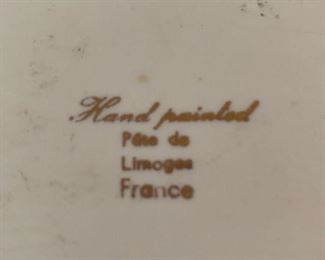 Hand painted
Pâte de
Limoges
France